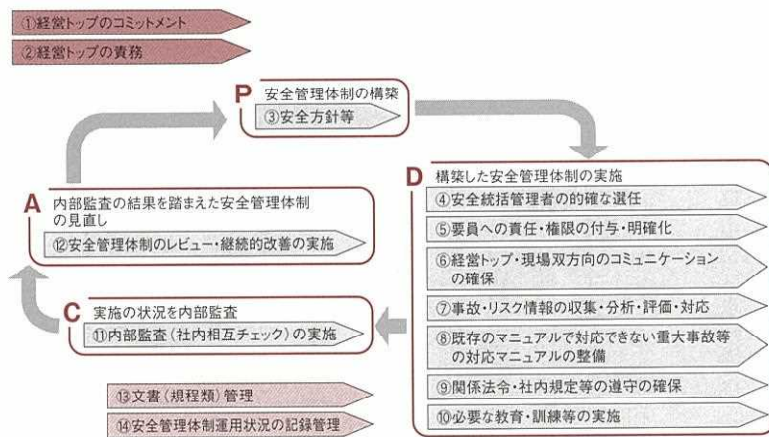 ①経営トップのコミットメント
②経営トップの責務
P 安全管理体制の構築
③安全方針等
D 構築した安全管理体制の実施
④安全統括管理者の的確な選任
⑤要員への責任・権限の付与・明確化
⑥経営トップ・現場双方向のコミュニケーション
の確保
⑦事故・リスク情報の収集・分析・評価・対応
⑧既存のマニュアルで対応できない重大事故等
の対応マニュアルの整備
⑨関係法令・社内規定等の遵守の確保
⑩必要な教育・訓練等の実施
C 実施の状況を内部監査
⑪内部監査(社内相互チェック)の実施
A 内部監査の結果を踏まえた安全管理体制
の見直し
⑫安全管理体制のレビュー・継続的改善の実施
⑬文書(規程類)管理
⑭安全管理体制運用状況の記録管理